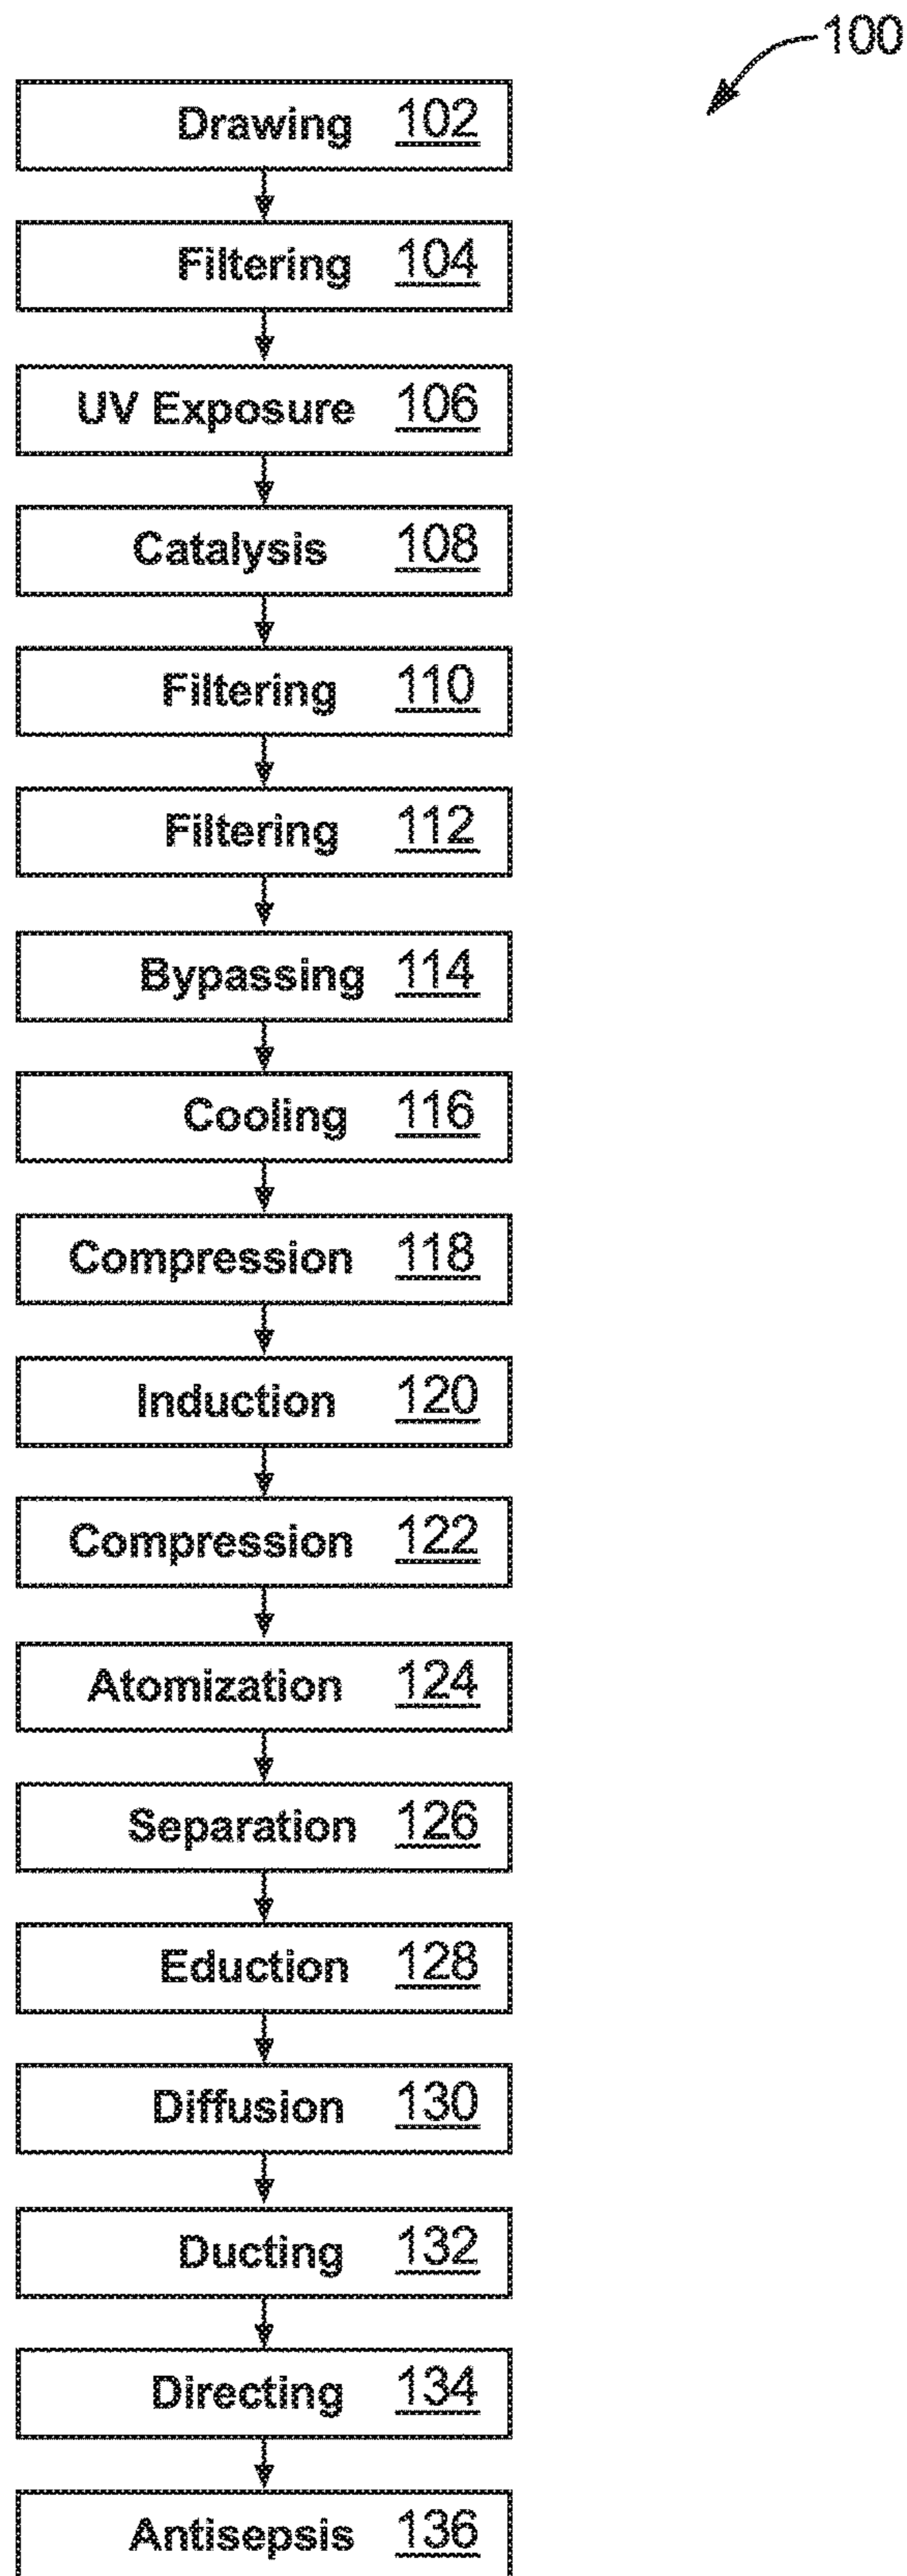 100
Drawing 102
Filtering 104
UV Exposure 106
Catalysis 108
Filtering 110
Filtering 112
Bypassing 114
Cooling 116
Compression 118
Induction 120
Compression 122
Atomization 124
Separation 126
Eduction 128
Diffusion 130
Ducting 132
Directing 134
Antisepsis 136